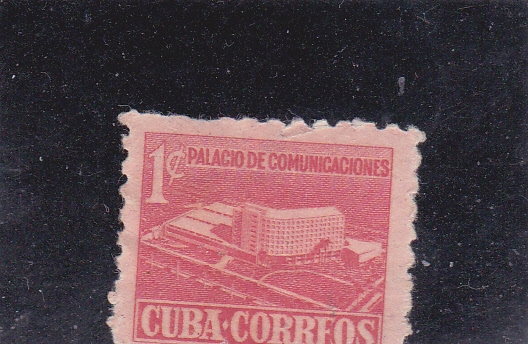 1¢ PALACIO DE COMUNICACIONES
CUBA·CORREOS